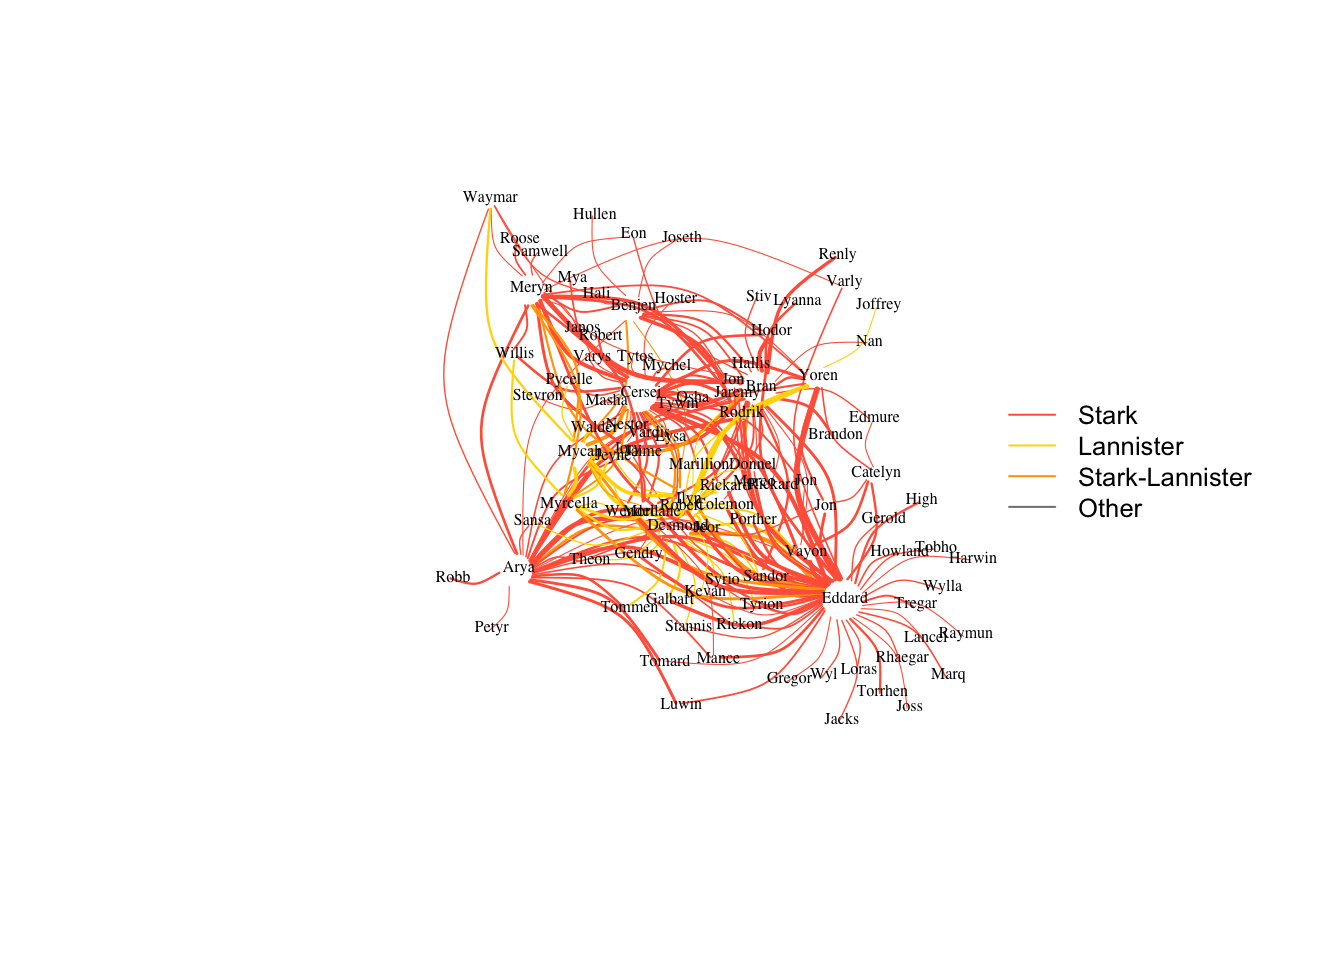 Waymar
Hullen
Roose
Eon
Joseth
Samwell
Renly
Mya
Varly
Meryn
Hali
Hoster
Stiv
Lyanna
Joffrey
Benjen
Janos
Robert
Hodor
Nan
Willis
Varys
Tytos
Mychel
Hallis
Yoren
Pycelle
Jon
Bran
Stevron
Cersei
Jaremy
Masha
Osha
Tywin
Rodrik
Edmure
Walder
Nestor
Vardis
Lysa
Brandon
Mycah
Jeyne
Jaime
Marillion
Donnel
Catelyn
Rickard
Rickard
Jon
Myrcella
Ilyn
Robert
Colemon
Jon
High
Sansa
Desmond
Jeor
Porther
Gerold
Theon
Gendry
Vayon
Howland
Tobho
Harwin
Arya
Robb
Syrio
Sandor
Wylla
Kevan
Galbart
Tommen
Tyrion
Eddard
Tregar
Petyr
Stannis
Rickon
Lancel
Raymun
Tomard
Mance
Rhaegar
Gregor
Wyl
Loras
Marq
Luwin
Torrhen
Joss
Jacks
Stark
Lannister
Stark-Lannister
Other